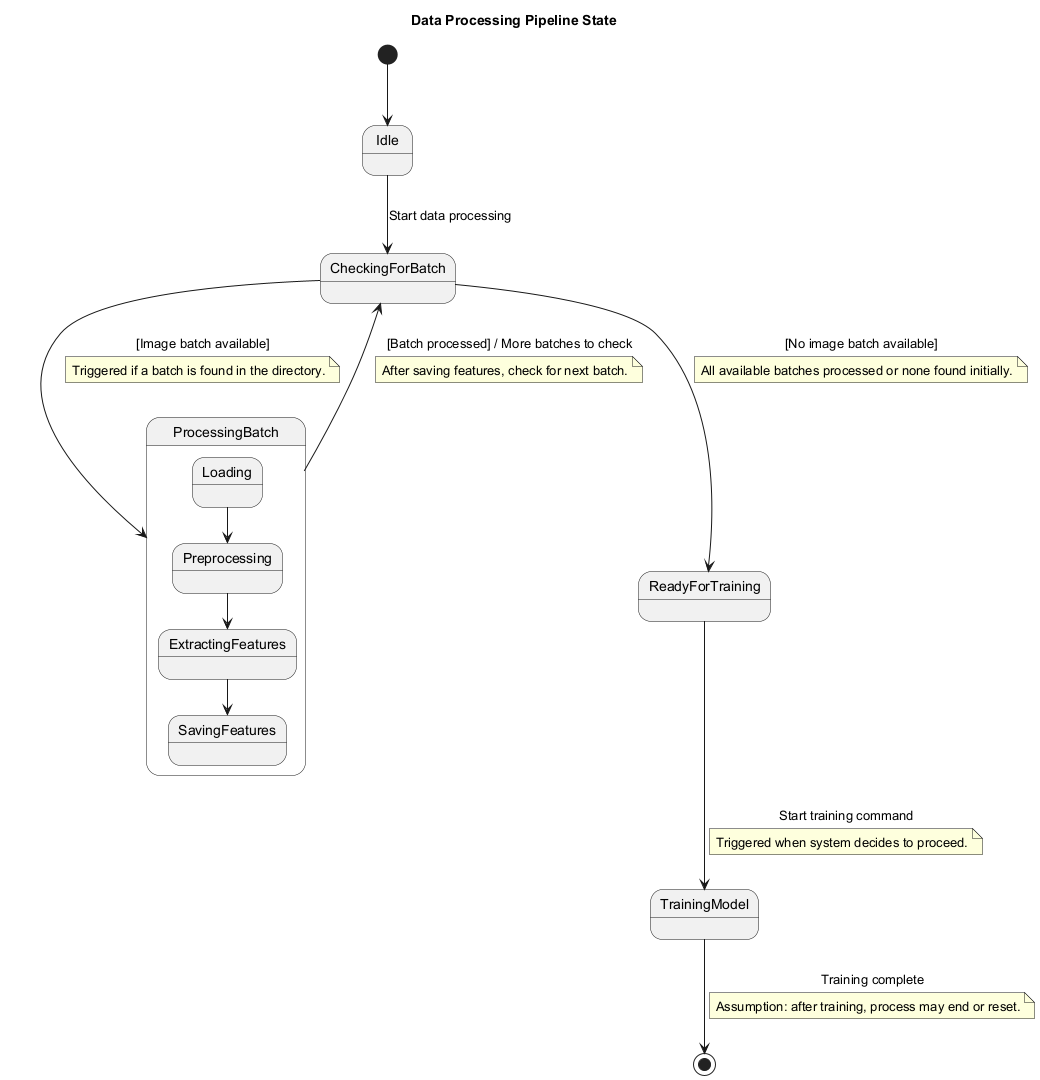 Data Processing Pipeline State
Idle
Start data processing
CheckingForBatch
[Image batch available]
Triggered if a batch is found in the directory.
[Batch processed] / More batches to check
After saving features, check for next batch.
[No image batch available]
All available batches processed or none found initially.
ProcessingBatch
Loading
Preprocessing
ExtractingFeatures
SavingFeatures
ReadyForTraining
Start training command
Triggered when system decides to proceed.
TrainingModel
Training complete
Assumption: after training, process may end or reset.